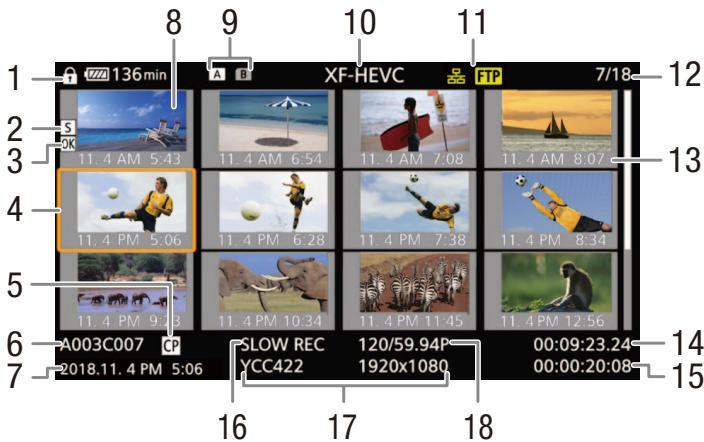 8 9 10 11
1 136 min A B XF-HEVC FTP 7/18 12
2 S
3 OK 11. 4 AM 5:43 11. 4 AM 6:54 11. 4 AM 7:08 11. 4 AM 8:07 13
4
11. 4 PM 5:06 11. 4 PM 6:28 11. 4 PM 7:38 11. 4 PM 8:34
5
11. 4 PM 9:23 11. 4 PM 10:34 11. 4 PM 11:45 11. 4 PM 12:56
6 A003C007 CP SLOW REC 120/59.94P 00:09:23.24 14
7 2018.11. 4 PM 5:06 YCC422 1920x1080 00:00:20:08 15
16 17 18